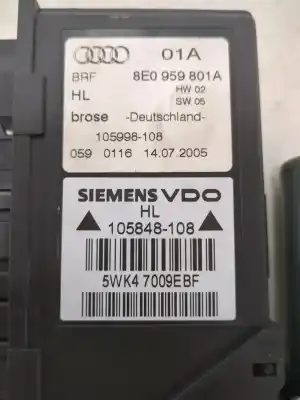 01A
BRF 8E0 959 801A
HL HW 02
SW 05
brose -Deutschland-
105998-108
059 0116 14.07.2005
SIEMENS VDO
HL
105848-108
5WK4 7009EBF